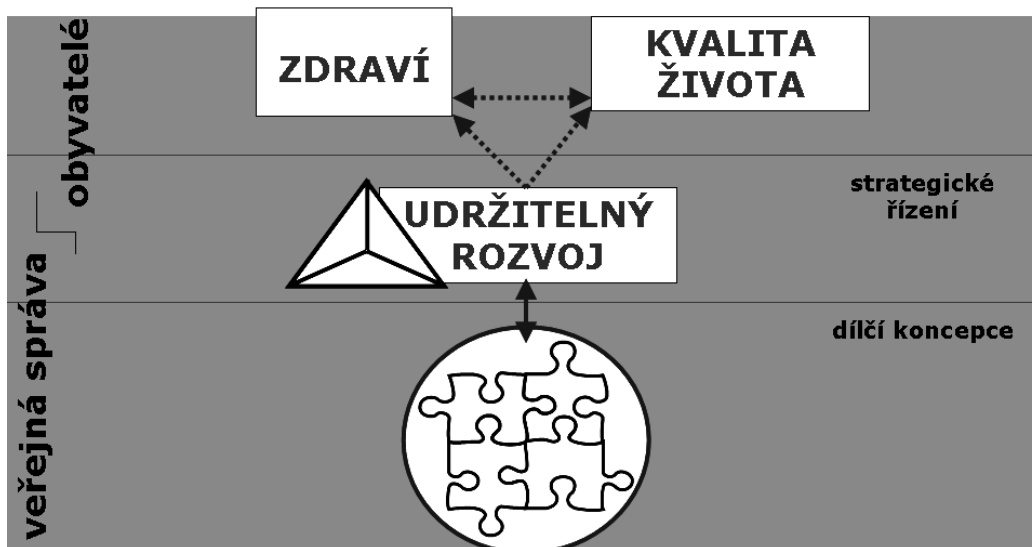 obyvatelé
ZDRAVÍ
KVALITA
ŽIVOTA
strategické
řízení
UDRŽITELNÝ
ROZVOJ
veřejná správa
dílčí koncepce